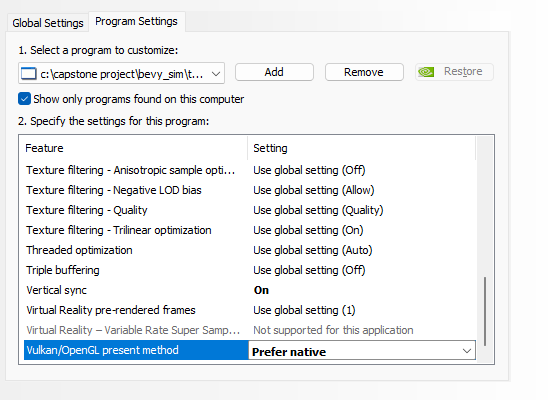 Global Settings
Program Settings
1. Select a program to customize:
c:\capstone project\bevy_sim\t...
Add
Remove
Restore
Show only programs found on this computer
2. Specify the settings for this program:
Feature Setting
Texture filtering - Anisotropic sample opti... Use global setting (Off)
Texture filtering - Negative LOD bias Use global setting (Allow)
Texture filtering - Quality Use global setting (Quality)
Texture filtering - Trilinear optimization Use global setting (On)
Threaded optimization Use global setting (Auto)
Triple buffering Use global setting (Off)
Vertical sync On
Virtual Reality pre-rendered frames Use global setting (1)
Virtual Reality – Variable Rate Super Samp... Not supported for this application
Vulkan/OpenGL present method Prefer native